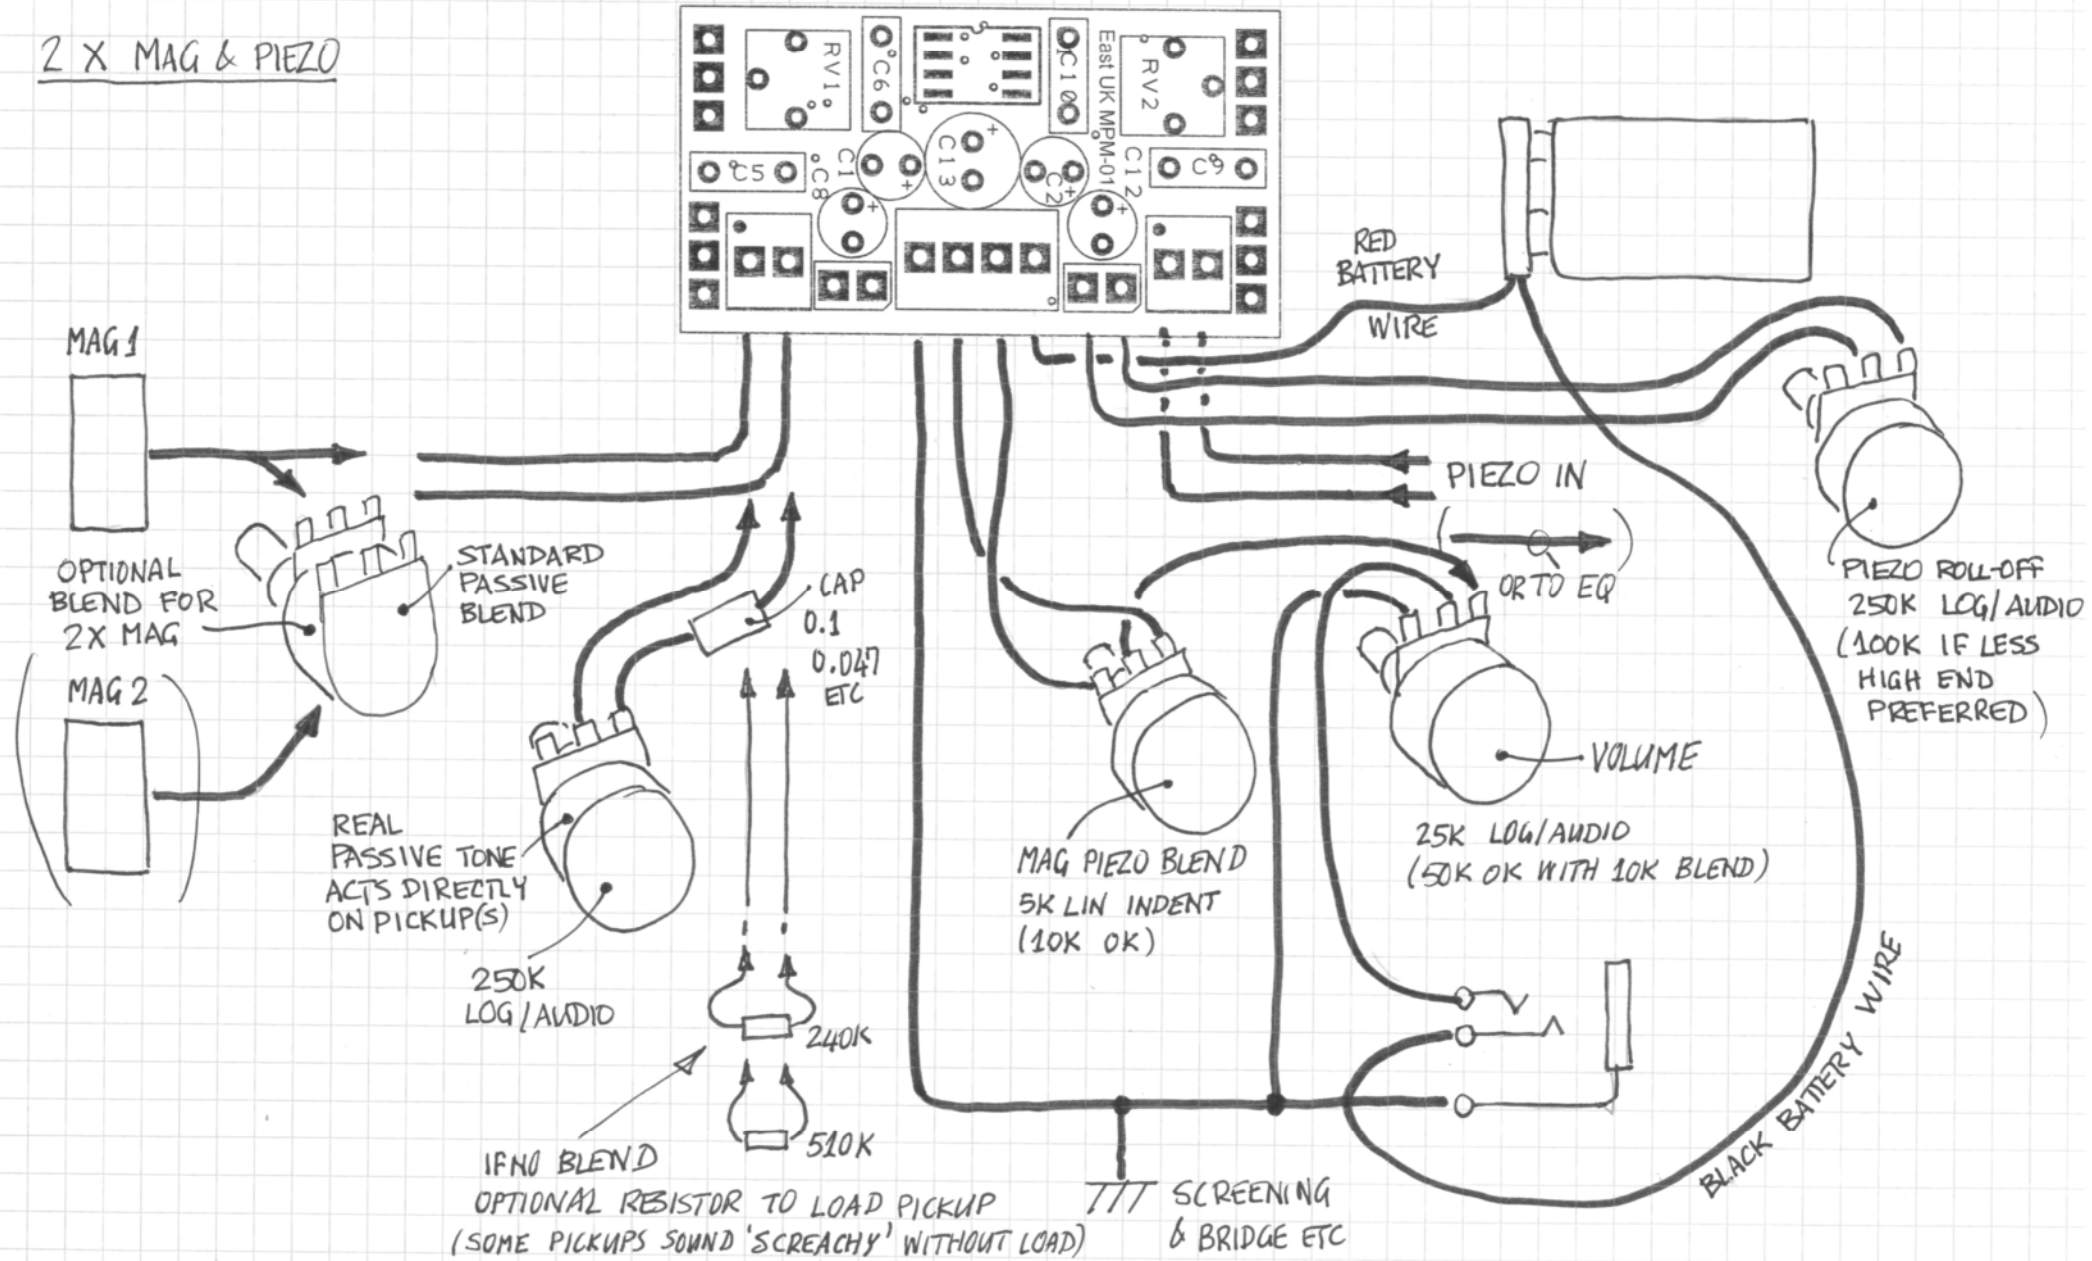 2 X MAG & PIEZO
RV1
C6
C10
East UK MPM-01
RV2
C5
C8
C1
C13
C2
C12
C9
RED
BATTERY
WIRE
MAG 1
PIEZO IN
OR TO EQ
OPTIONAL
BLEND FOR
2X MAG
STANDARD
PASSIVE
BLEND
CAP
0.1
0.047
ETC
PIEZO ROLL-OFF
250K LOG/AUDIO
(100K IF LESS
HIGH END
PREFERRED)
MAG 2
VOLUME
25K LOG/AUDIO
(50K OK WITH 10K BLEND)
REAL
PASSIVE TONE
ACTS DIRECTLY
ON PICKUP(S)
MAG PIEZO BLEND
5K LIN INDENT
(10K OK)
250K
LOG/AUDIO
240K
510K
BLACK BATTERY WIRE
IF NO BLEND
OPTIONAL RESISTOR TO LOAD PICKUP
(SOME PICKUPS SOUND 'SCREACHY' WITHOUT LOAD)
SCREENING
& BRIDGE ETC